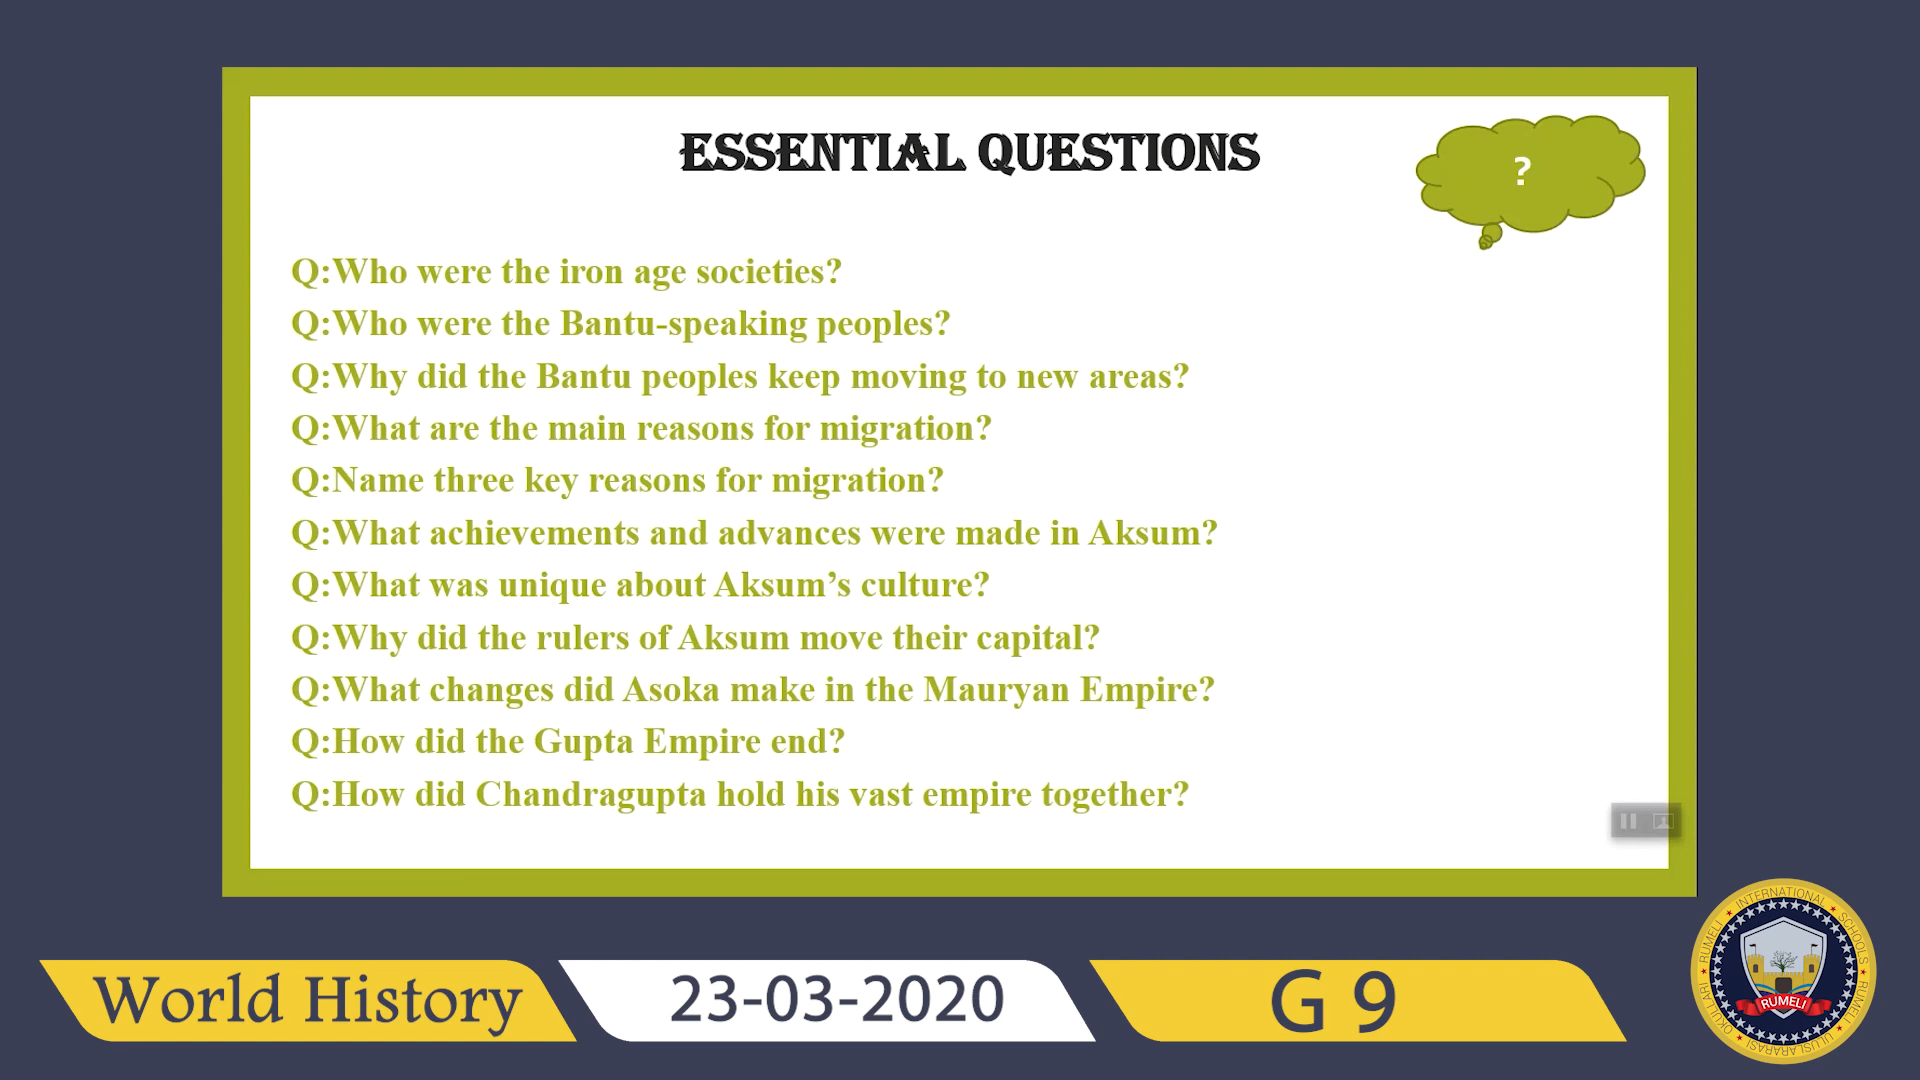 ESSENTIAL QUESTIONS
?
Q:Who were the iron age societies?
Q:Who were the Bantu-speaking peoples?
Q:Why did the Bantu peoples keep moving to new areas?
Q:What are the main reasons for migration?
Q:Name three key reasons for migration?
Q:What achievements and advances were made in Aksum?
Q:What was unique about Aksum’s culture?
Q:Why did the rulers of Aksum move their capital?
Q:What changes did Asoka make in the Mauryan Empire?
Q:How did the Gupta Empire end?
Q:How did Chandragupta hold his vast empire together?
World History
23-03-2020
G 9
RUMELI INTERNATIONAL SCHOOLS
RUMELI ULUSLARARASI OKULLARI
RUMELI